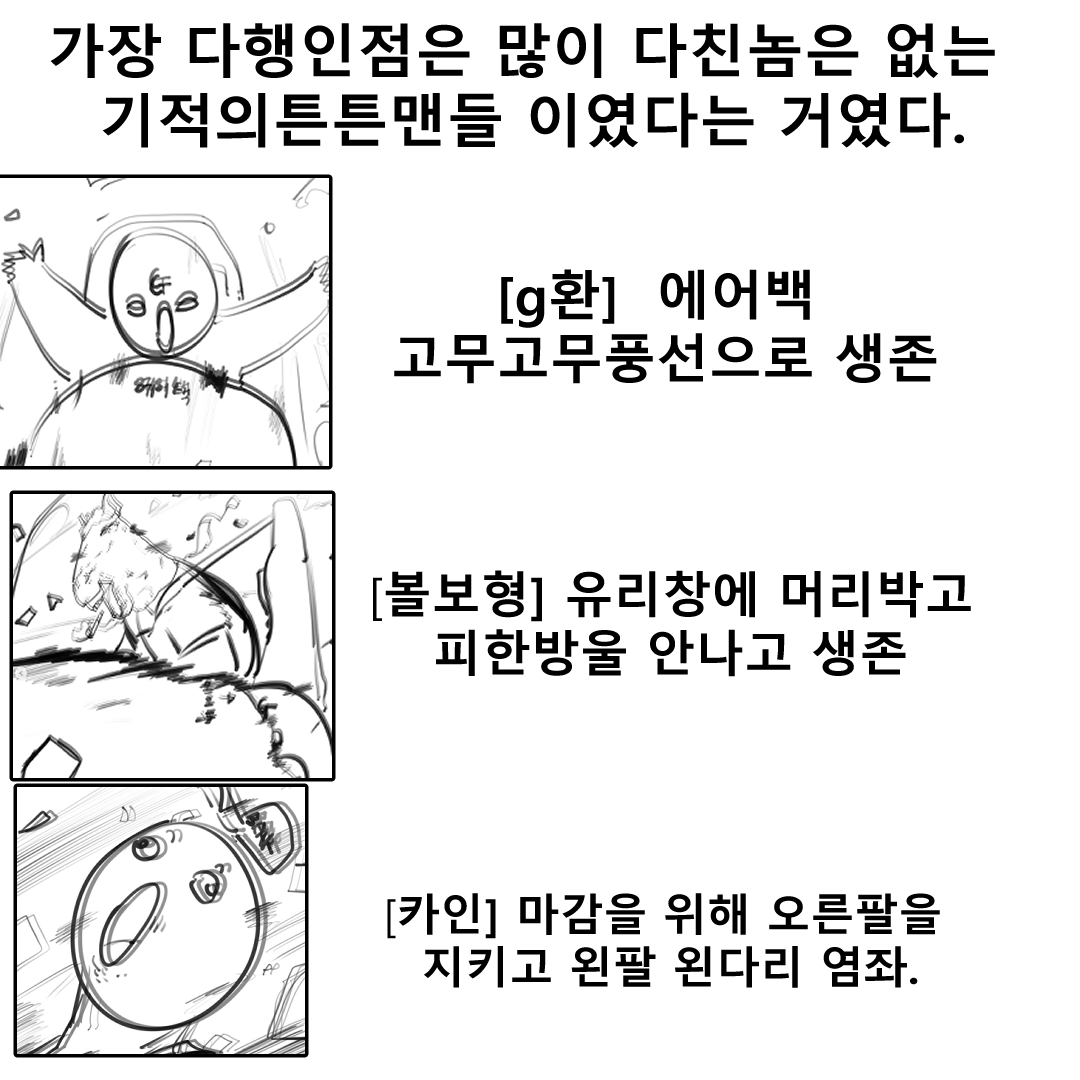 가장 다행인점은 많이 다친놈은 없는
기적의튼튼맨들 이였다는 거였다.
G
에어백
[g환] 에어백
고무고무풍선으로 생존
[볼보형] 유리창에 머리박고
피한방울 안나고 생존
[카인] 마감을 위해 오른팔을
지키고 왼팔 왼다리 염좌.